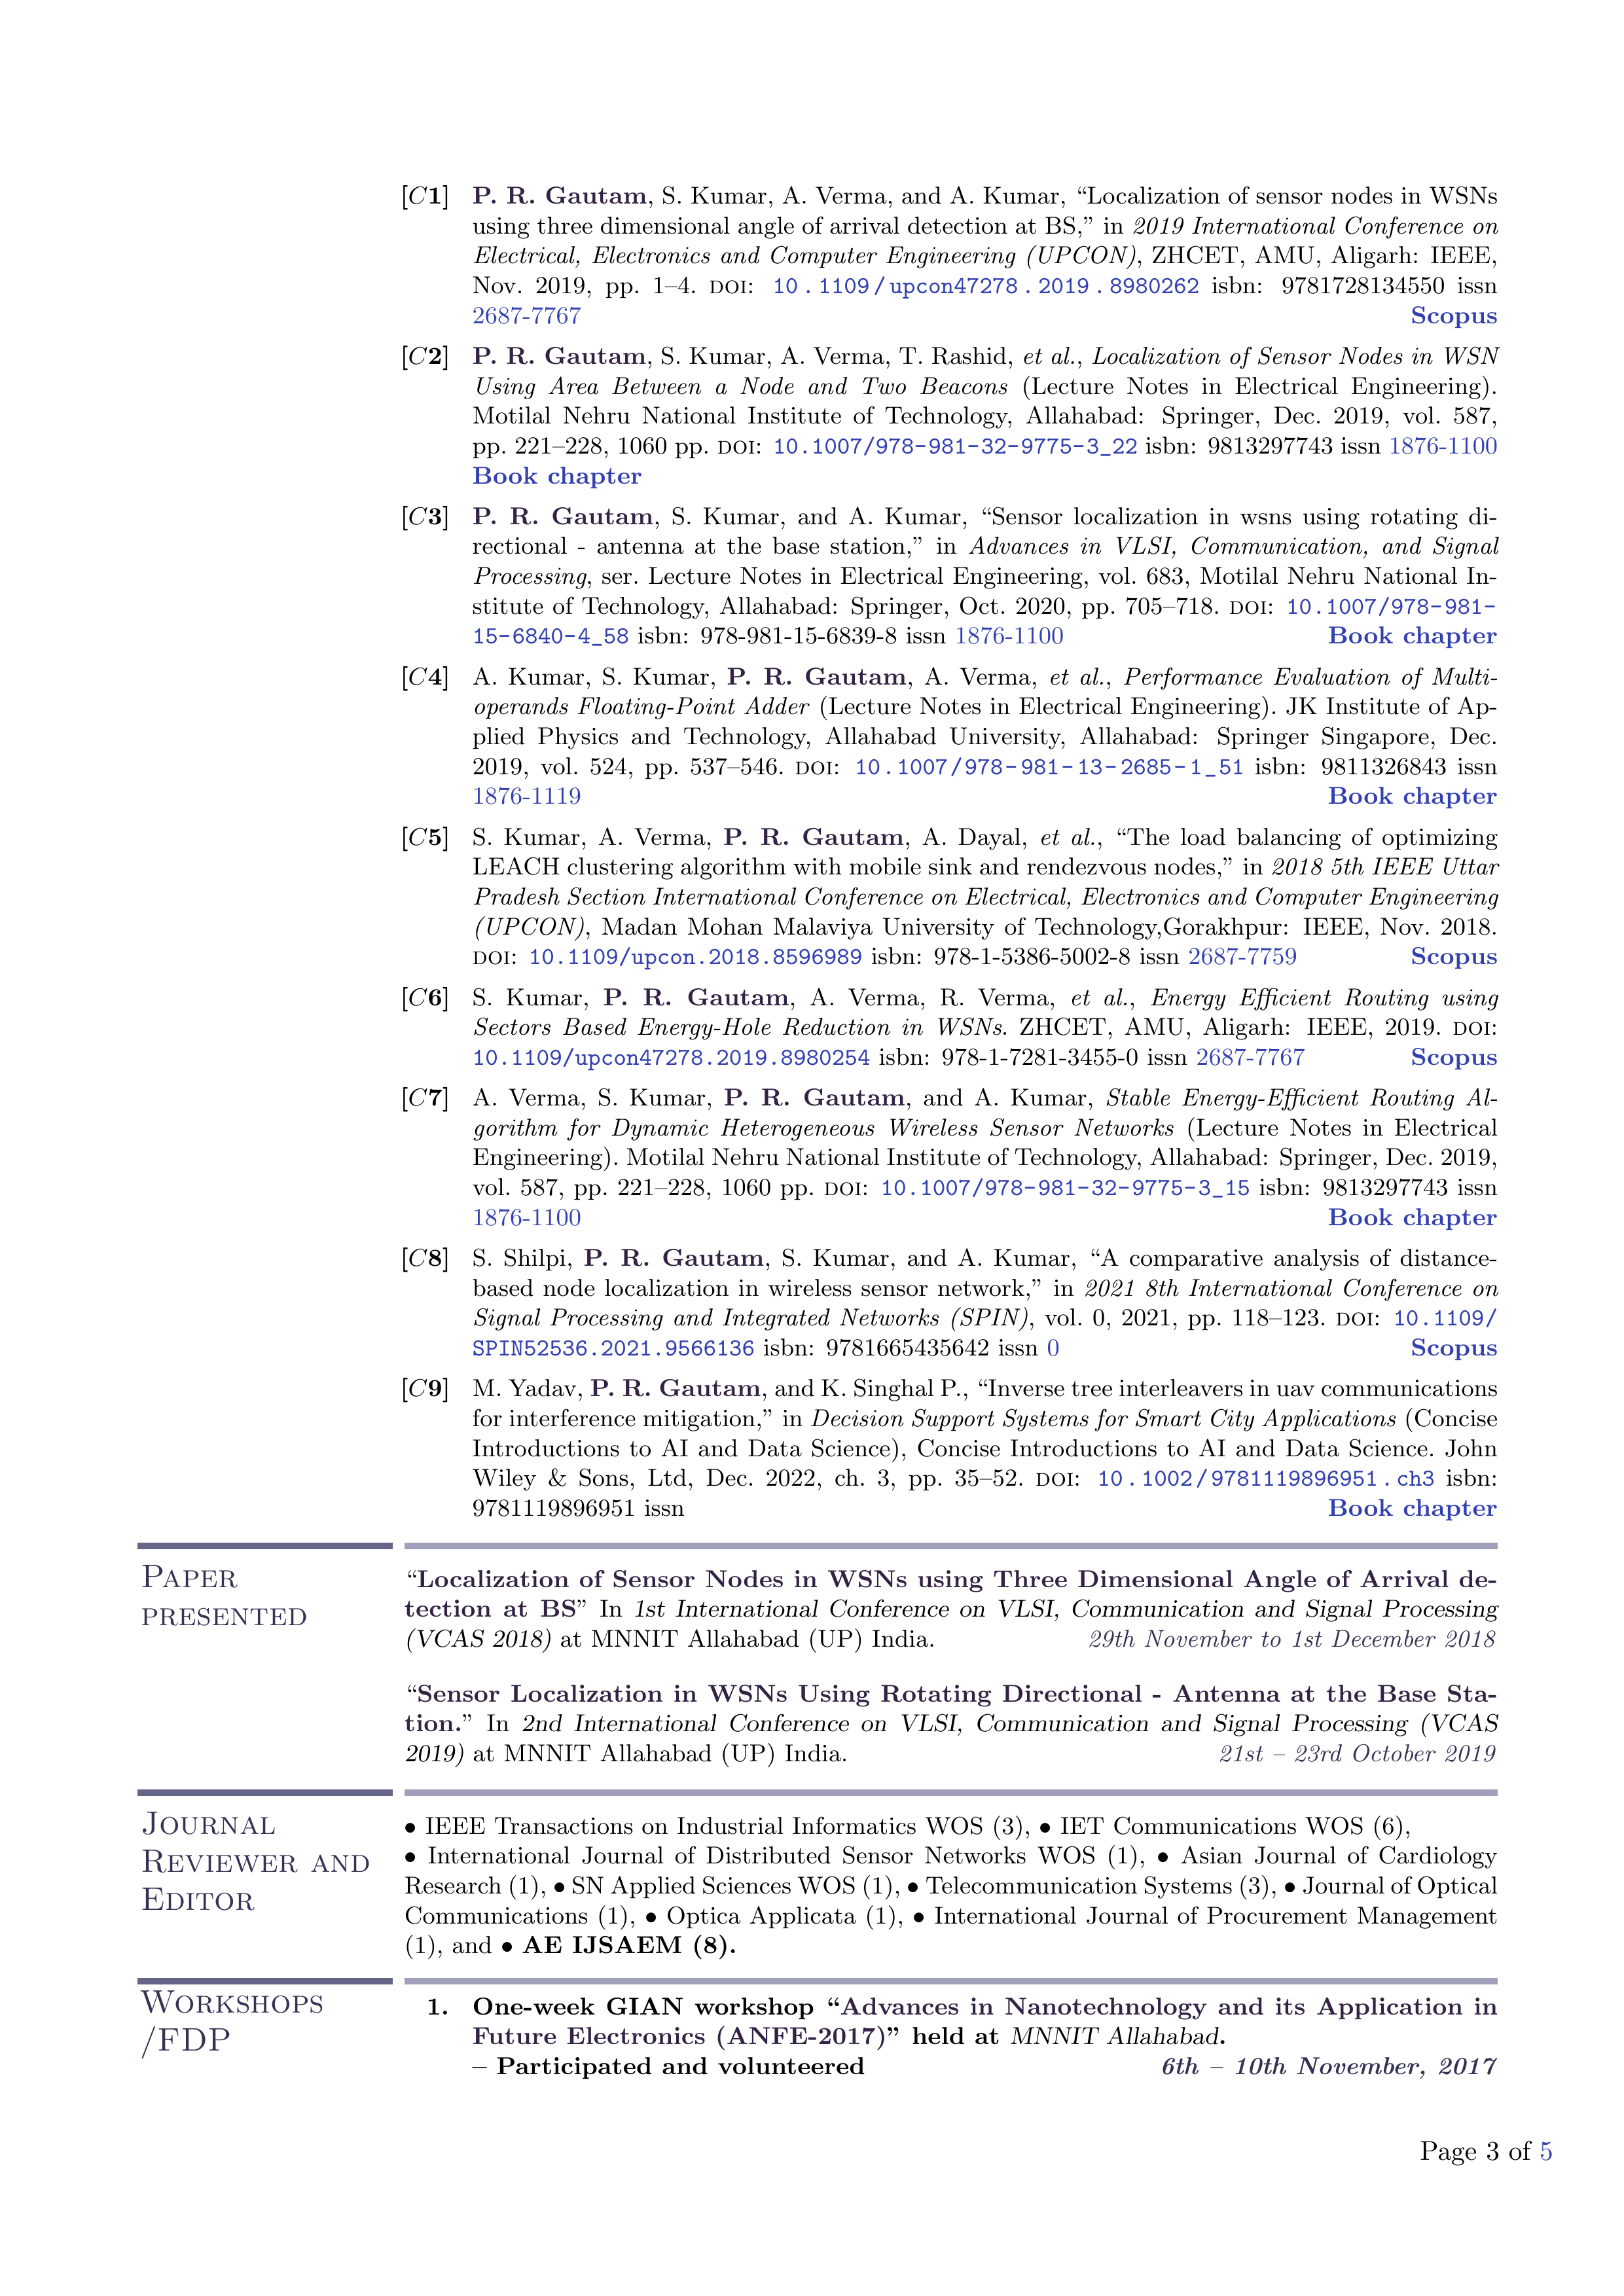 [C1] P. R. Gautam, S. Kumar, A. Verma, and A. Kumar, “Localization of sensor nodes in WSNs
using three dimensional angle of arrival detection at BS,” in 2019 International Conference on
Electrical, Electronics and Computer Engineering (UPCON), ZHCET, AMU, Aligarh: IEEE,
Nov. 2019, pp. 1–4. DOI: 10.1109/upcon47278.2019.8980262 isbn: 9781728134550 issn
2687-7767 Scopus
[C2] P. R. Gautam, S. Kumar, A. Verma, T. Rashid, et al., Localization of Sensor Nodes in WSN
Using Area Between a Node and Two Beacons (Lecture Notes in Electrical Engineering).
Motilal Nehru National Institute of Technology, Allahabad: Springer, Dec. 2019, vol. 587,
pp. 221–228, 1060 pp. DOI: 10.1007/978-981-32-9775-3_22 isbn: 9813297743 issn 1876-1100
Book chapter
[C3] P. R. Gautam, S. Kumar, and A. Kumar, “Sensor localization in wsns using rotating di-
rectional - antenna at the base station,” in Advances in VLSI, Communication, and Signal
Processing, ser. Lecture Notes in Electrical Engineering, vol. 683, Motilal Nehru National In-
stitute of Technology, Allahabad: Springer, Oct. 2020, pp. 705–718. DOI: 10.1007/978-981-
15-6840-4_58 isbn: 978-981-15-6839-8 issn 1876-1100 Book chapter
[C4] A. Kumar, S. Kumar, P. R. Gautam, A. Verma, et al., Performance Evaluation of Multi-
operands Floating-Point Adder (Lecture Notes in Electrical Engineering). JK Institute of Ap-
plied Physics and Technology, Allahabad University, Allahabad: Springer Singapore, Dec.
2019, vol. 524, pp. 537–546. DOI: 10.1007/978-981-13-2685-1_51 isbn: 9811326843 issn
1876-1119 Book chapter
[C5] S. Kumar, A. Verma, P. R. Gautam, A. Dayal, et al., “The load balancing of optimizing
LEACH clustering algorithm with mobile sink and rendezvous nodes,” in 2018 5th IEEE Uttar
Pradesh Section International Conference on Electrical, Electronics and Computer Engineering
(UPCON), Madan Mohan Malaviya University of Technology,Gorakhpur: IEEE, Nov. 2018.
DOI: 10.1109/upcon.2018.8596989 isbn: 978-1-5386-5002-8 issn 2687-7759 Scopus
[C6] S. Kumar, P. R. Gautam, A. Verma, R. Verma, et al., Energy Efficient Routing using
Sectors Based Energy-Hole Reduction in WSNs. ZHCET, AMU, Aligarh: IEEE, 2019. DOI:
10.1109/upcon47278.2019.8980254 isbn: 978-1-7281-3455-0 issn 2687-7767 Scopus
[C7] A. Verma, S. Kumar, P. R. Gautam, and A. Kumar, Stable Energy-Efficient Routing Al-
gorithm for Dynamic Heterogeneous Wireless Sensor Networks (Lecture Notes in Electrical
Engineering). Motilal Nehru National Institute of Technology, Allahabad: Springer, Dec. 2019,
vol. 587, pp. 221–228, 1060 pp. DOI: 10.1007/978-981-32-9775-3_15 isbn: 9813297743 issn
1876-1100 Book chapter
[C8] S. Shilpi, P. R. Gautam, S. Kumar, and A. Kumar, “A comparative analysis of distance-
based node localization in wireless sensor network,” in 2021 8th International Conference on
Signal Processing and Integrated Networks (SPIN), vol. 0, 2021, pp. 118–123. DOI: 10.1109/
SPIN52536.2021.9566136 isbn: 9781665435642 issn 0 Scopus
[C9] M. Yadav, P. R. Gautam, and K. Singhal P., “Inverse tree interleavers in uav communications
for interference mitigation,” in Decision Support Systems for Smart City Applications (Concise
Introductions to AI and Data Science), Concise Introductions to AI and Data Science. John
Wiley & Sons, Ltd, Dec. 2022, ch. 3, pp. 35–52. DOI: 10.1002/9781119896951.ch3 isbn:
9781119896951 issn Book chapter
PAPER
PRESENTED
“Localization of Sensor Nodes in WSNs using Three Dimensional Angle of Arrival de-
tection at BS” In 1st International Conference on VLSI, Communication and Signal Processing
(VCAS 2018) at MNNIT Allahabad (UP) India. 29th November to 1st December 2018
“Sensor Localization in WSNs Using Rotating Directional - Antenna at the Base Sta-
tion.” In 2nd International Conference on VLSI, Communication and Signal Processing (VCAS
2019) at MNNIT Allahabad (UP) India. 21st – 23rd October 2019
JOURNAL
REVIEWER AND
EDITOR
• IEEE Transactions on Industrial Informatics WOS (3), • IET Communications WOS (6),
• International Journal of Distributed Sensor Networks WOS (1), • Asian Journal of Cardiology
Research (1), • SN Applied Sciences WOS (1), • Telecommunication Systems (3), • Journal of Optical
Communications (1), • Optica Applicata (1), • International Journal of Procurement Management
(1), and • AE IJSAEM (8).
WORKSHOPS
/FDP
1. One-week GIAN workshop “Advances in Nanotechnology and its Application in
Future Electronics (ANFE-2017)” held at MNNIT Allahabad.
– Participated and volunteered 6th – 10th November, 2017
Page 3 of 5